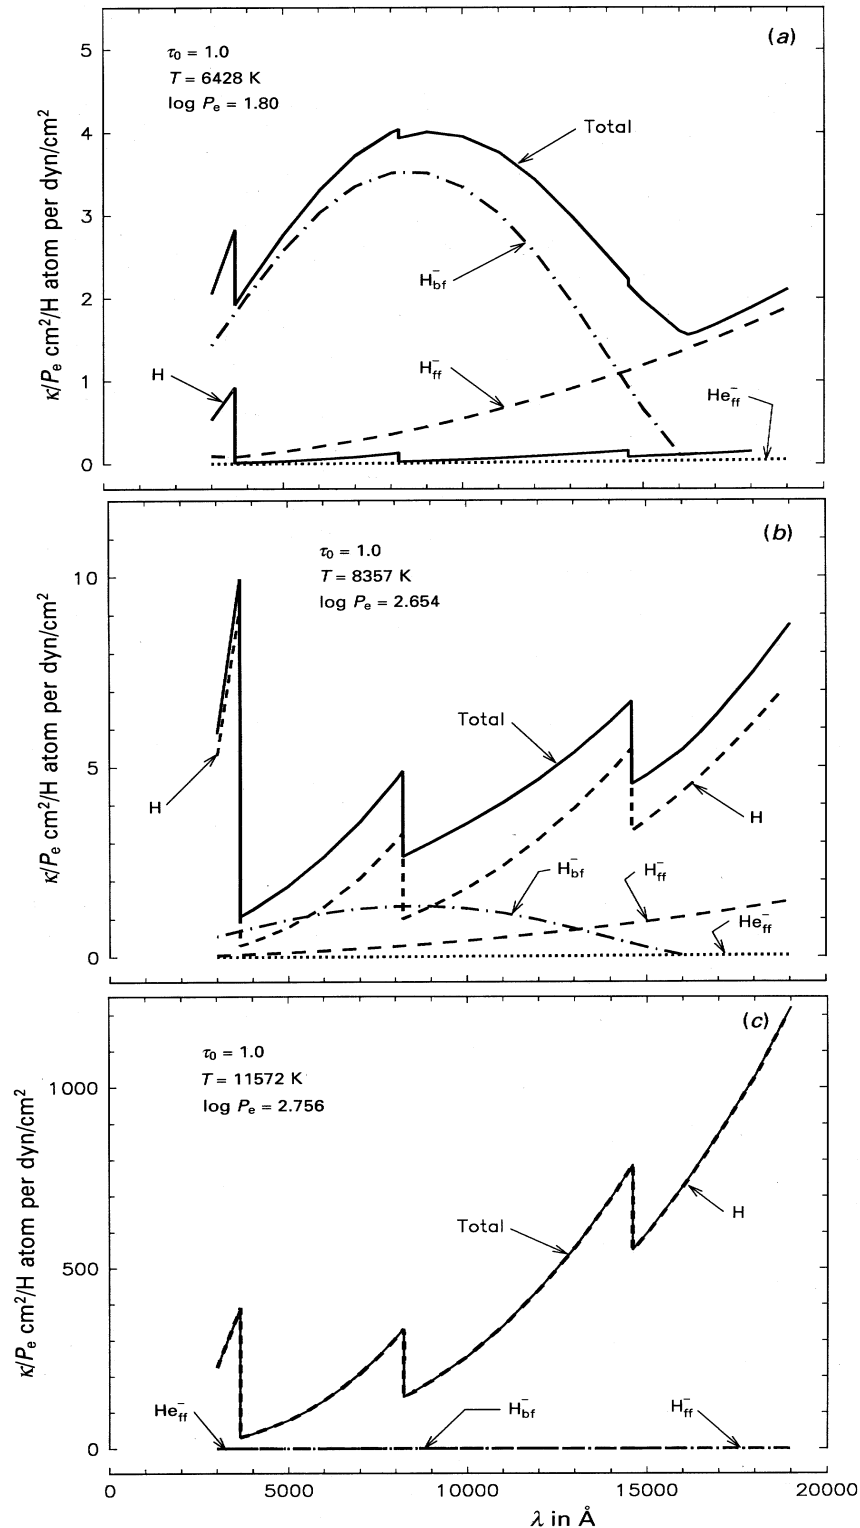 (a)
τ₀ = 1.0
T = 6428 K
log Pₑ = 1.80
Total
H⁻bf
H⁻ff
H
He⁻ff
5
4
3
2
1
0
κ/Pₑ cm²/H atom per dyn/cm²
(b)
τ₀ = 1.0
T = 8357 K
log Pₑ = 2.654
Total
H
H
H⁻bf
H⁻ff
He⁻ff
10
5
0
κ/Pₑ cm²/H atom per dyn/cm²
(c)
τ₀ = 1.0
T = 11572 K
log Pₑ = 2.756
Total
H
He⁻ff
H⁻bf
H⁻ff
1000
500
0
κ/Pₑ cm²/H atom per dyn/cm²
0 5000 10000 15000 20000
λ in Å